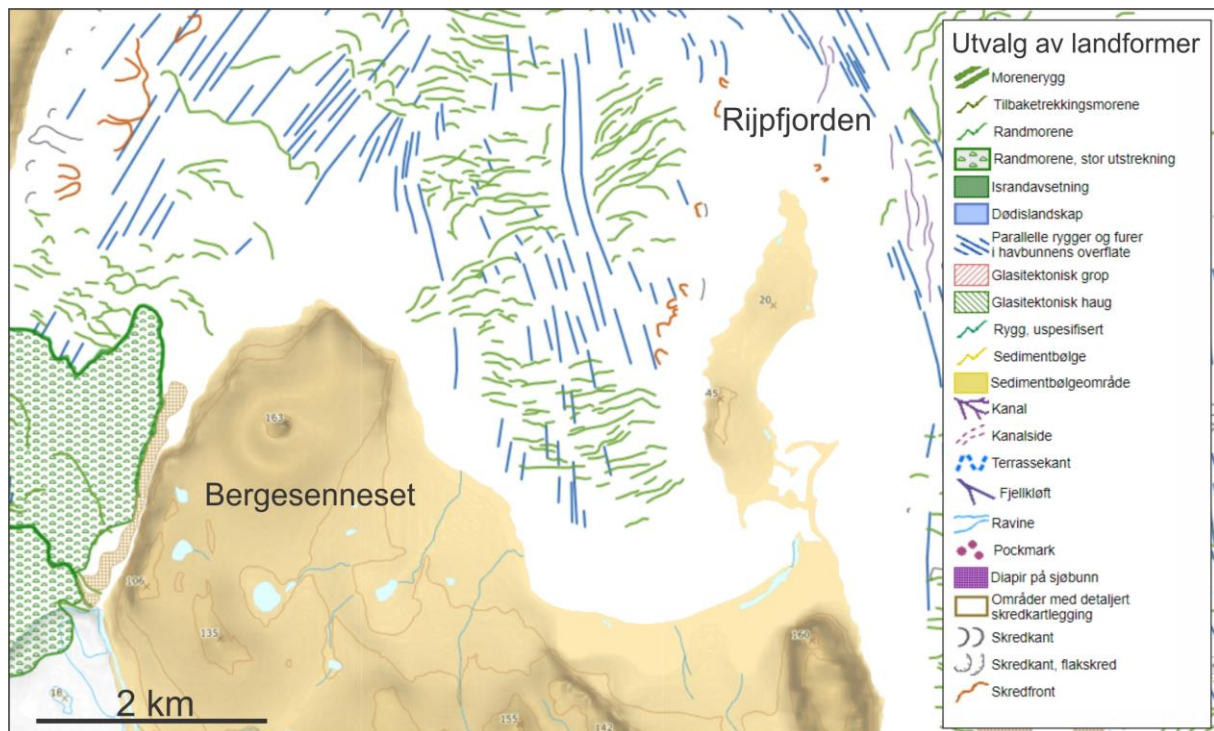 Utvalg av landformer
Morenerygg
Tilbaketrekkingsmorene
Randmorene
Randmorene, stor utstrekning
Israndavsetning
Dødislandskap
Parallelle rygger og furer
i havbunnens overflate
Glasitektonisk grop
Glasitektonisk haug
Rygg, uspesifisert
Sedimentbølge
Sedimentbølgeområde
Kanal
Kanalside
Terrassekant
Fjellkløft
Ravine
Pockmark
Diapir på sjøbunn
Områder med detaljert
skredkartlegging
Skredkant
Skredkant, flakskred
Skredfront
Rijpfjorden
20
45
163
Bergesenneset
106
135
160
18
2 km
155
142